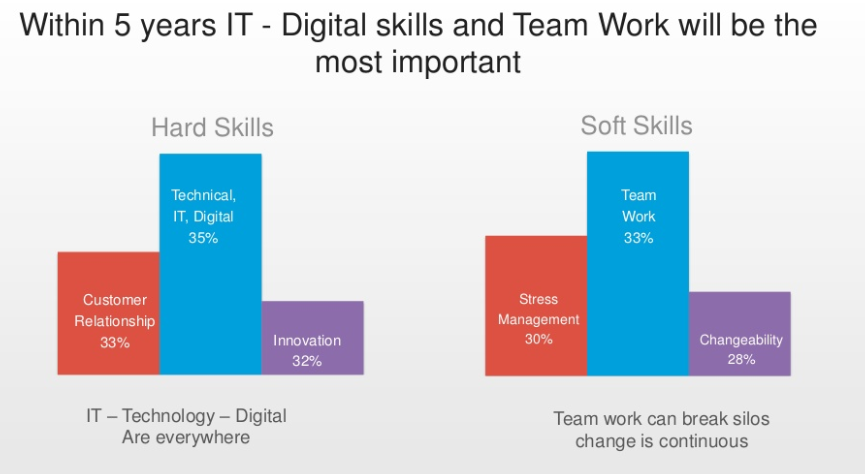 Within 5 years IT - Digital skills and Team Work will be the
most important
Hard Skills
Technical,
IT, Digital
35%
Customer
Relationship
33%
Innovation
32%
IT – Technology – Digital
Are everywhere
Soft Skills
Team
Work
33%
Stress
Management
30%
Changeability
28%
Team work can break silos
change is continuous